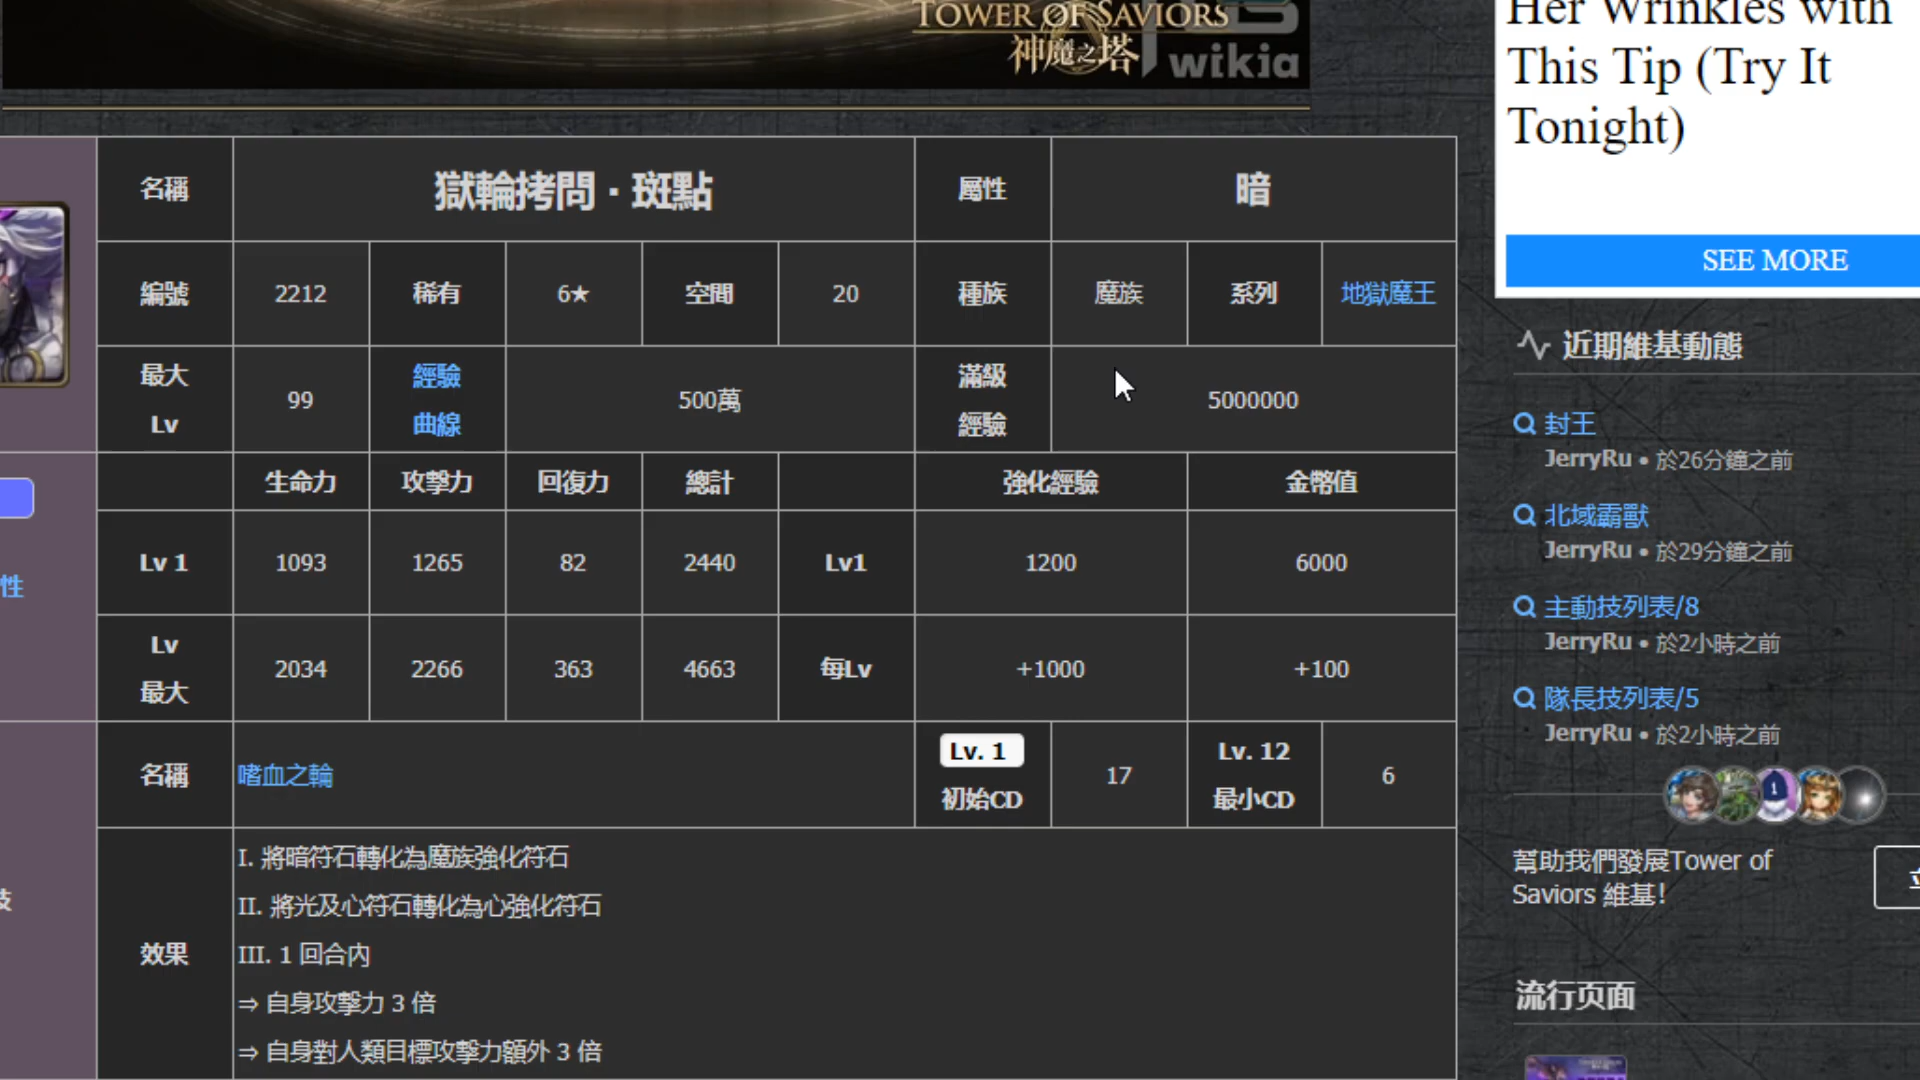 TOWER OF SAVIORS
神魔之塔
wikia
Her Wrinkles with
This Tip (Try It
Tonight)
SEE MORE
名稱 獄輪拷問 · 斑點 屬性 暗
編號 2212 稀有 6★ 空間 20 種族 魔族 系列 地獄魔王
最大
Lv
99
經驗
曲線
500萬
滿級
經驗
5000000
生命力 攻擊力 回復力 總計 強化經驗 金幣值
Lv 1 1093 1265 82 2440 Lv1 1200 6000
Lv
最大
2034 2266 363 4663 每Lv +1000 +100
名稱 嗜血之輪
Lv. 1
初始CD
17
Lv. 12
最小CD
6
效果
I. 將暗符石轉化為魔族強化符石
II. 將光及心符石轉化為心強化符石
III. 1 回合內
⇒ 自身攻擊力 3 倍
⇒ 自身對人類目標攻擊力額外 3 倍
性
技
近期維基動態
封王
JerryRu • 於26分鐘之前
北域霸獸
JerryRu • 於29分鐘之前
主動技列表/8
JerryRu • 於2小時之前
隊長技列表/5
JerryRu • 於2小時之前
幫助我們發展Tower of
Saviors 維基!
流行页面